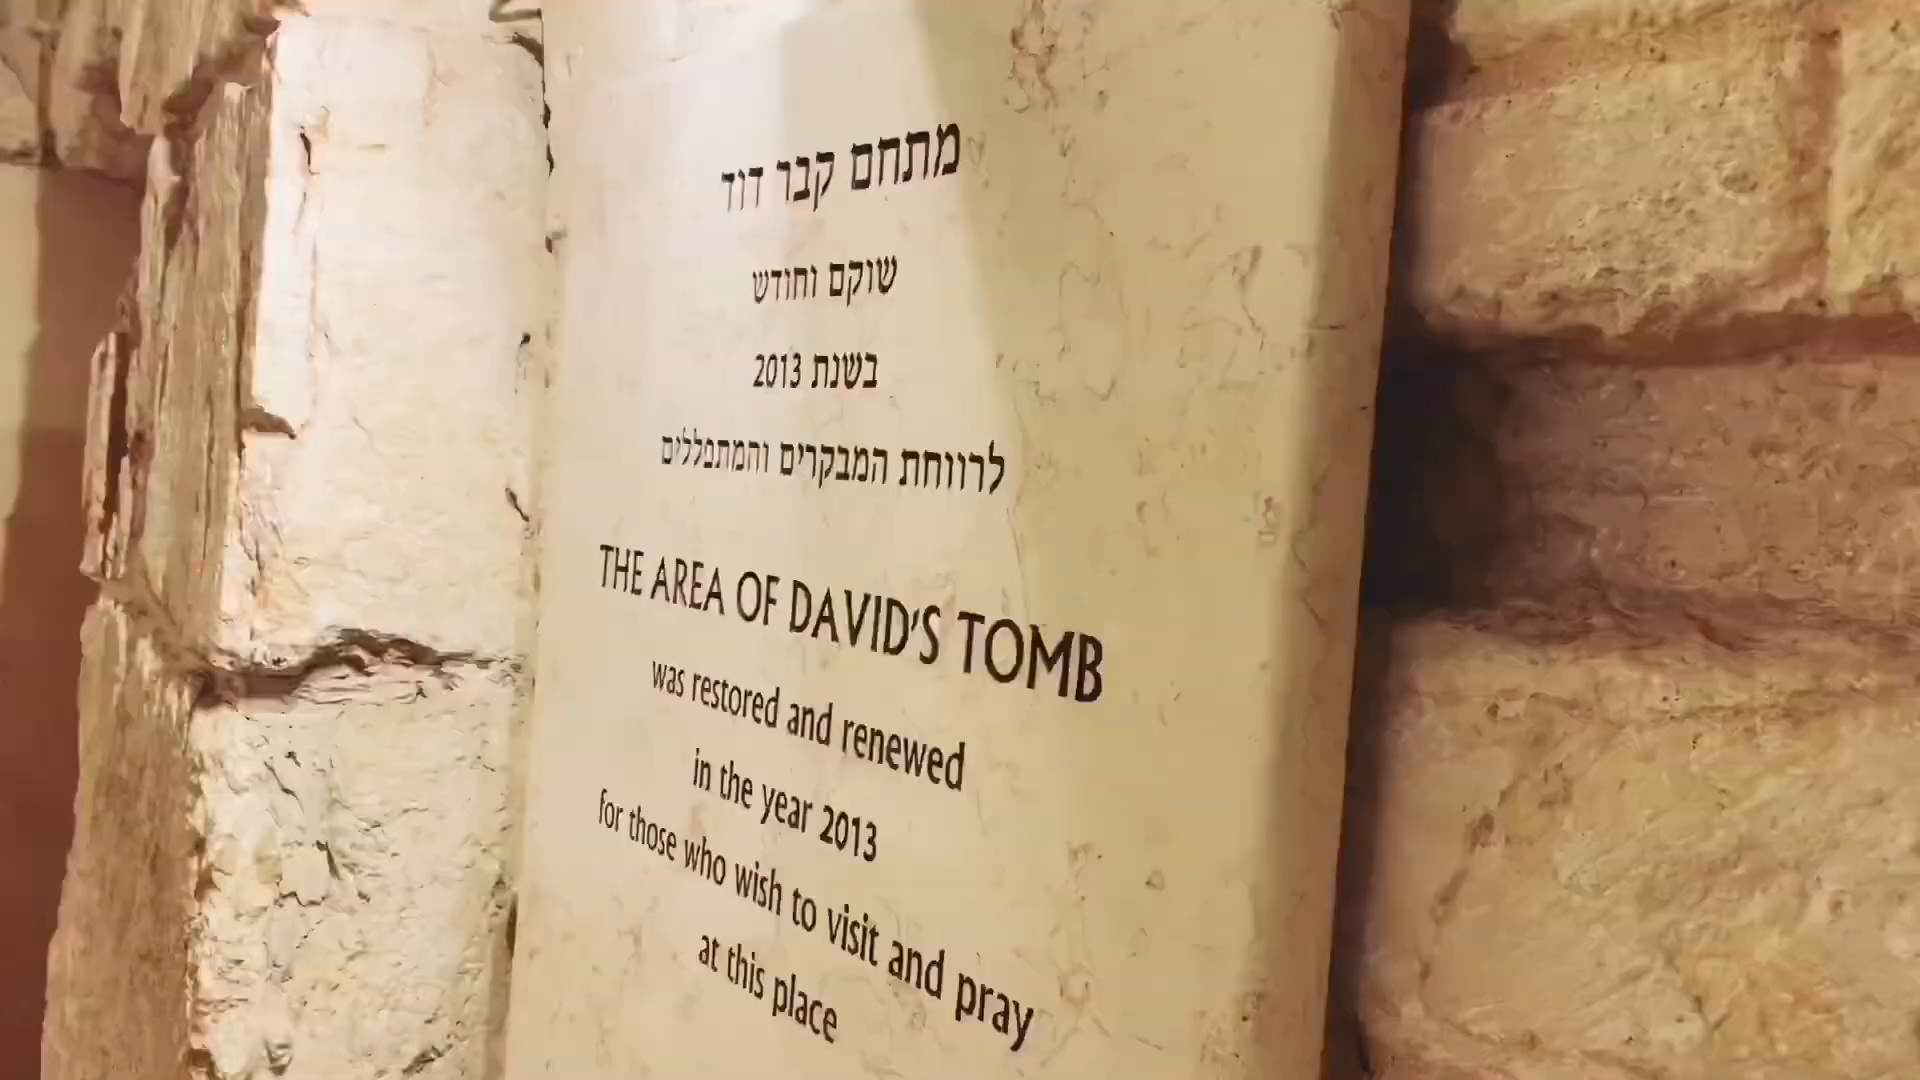 מתחם קבר דוד
שוקם וחודש
בשנת 2013
לרווחת המבקרים והמתפללים
THE AREA OF DAVID'S TOMB
was restored and renewed
in the year 2013
for those who wish to visit and pray
at this place